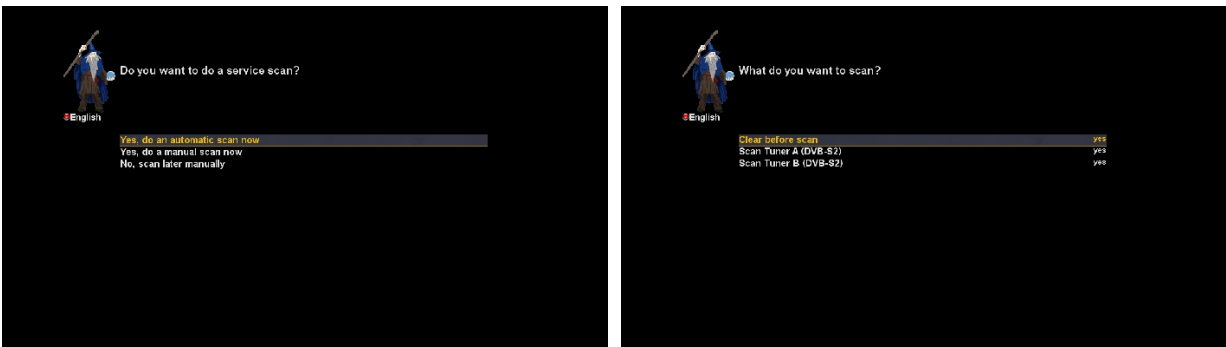 Do you want to do a service scan?
English
Yes, do an automatic scan now
Yes, do a manual scan now
No, scan later manually
What do you want to scan?
English
Clear before scan yes
Scan Tuner A (DVB-S2) yes
Scan Tuner B (DVB-S2) yes